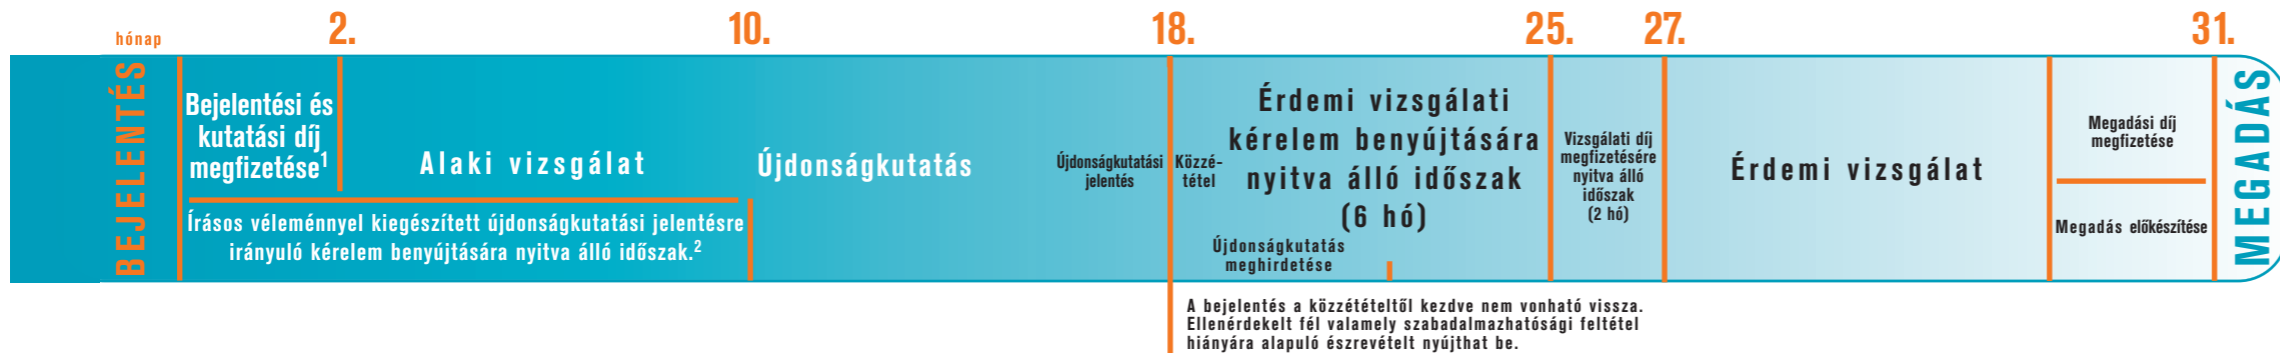 hónap
2.
10.
18.
25.
27.
31.
BEJELENTÉS
Bejelentési és
kutatási díj
megfizetése1
Alaki vizsgálat
Írásos véleménnyel kiegészített újdonságkutatási jelentésre
irányuló kérelem benyújtására nyitva álló időszak.2
Újdonságkutatás
Újdonságkutatási
jelentés
Közzé-
tétel
Érdemi vizsgálati
kérelem benyújtására
nyitva álló időszak
(6 hó)
Újdonságkutatás
meghirdetése
Vizsgálati díj
megfizetésére
nyitva álló
időszak
(2 hó)
Érdemi vizsgálat
Megadási díj
megfizetése
Megadás előkészítése
MEGADÁS
A bejelentés a közzétételtől kezdve nem vonható vissza.
Ellenérdekelt fél valamely szabadalmazhatósági feltétel
hiányára alapuló észrevételt nyújthat be.